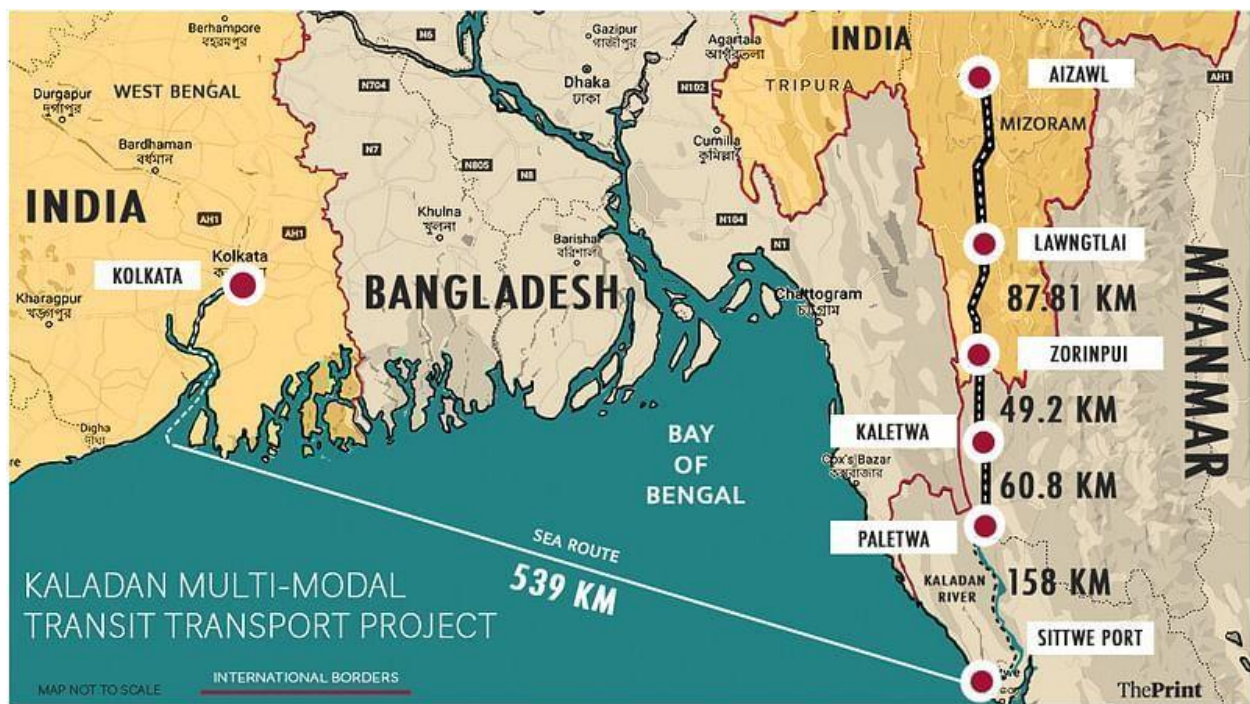 Berhampore
বহরমপুর
Durgapur
দুর্গাপুর
WEST BENGAL
Bardhaman
বর্ধমান
INDIA
AH1
AH1
KOLKATA
Kolkata
Kharagpur
খড়্গপুর
Digha
দীঘা
N6
N704
N7
N805
N8
Gazipur
গাজীপুর
Dhaka
ঢাকা
N102
Khulna
খুলনা
Barishal
বরিশাল
BANGLADESH
Agartala
আগরতলা
TRIPURA
Cumilla
কুমিল্লা
N104
N1
Chattogram
চট্টগ্রাম
INDIA
AIZAWL
MIZORAM
AH1
LAWNGTLAI
87.81 KM
ZORINPUI
49.2 KM
KALETWA
60.8 KM
PALETWA
158 KM
KALADAN
RIVER
SITTWE PORT
MYANMAR
BAY
OF
BENGAL
Cox's Bazar
কক্সবাজার
SEA ROUTE
539 KM
KALADAN MULTI-MODAL
TRANSIT TRANSPORT PROJECT
INTERNATIONAL BORDERS
MAP NOT TO SCALE
ThePrint